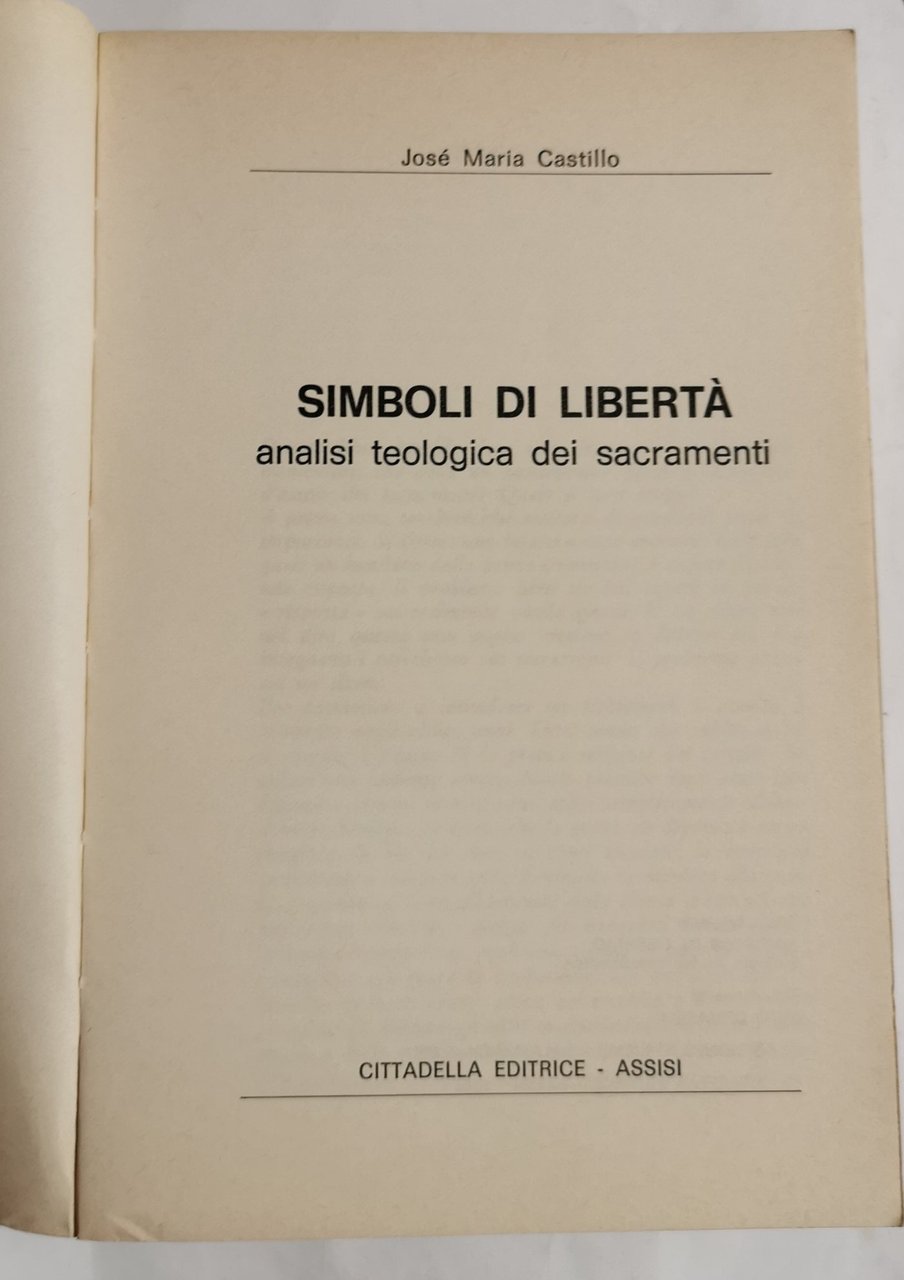 José Maria Castillo
SIMBOLI DI LIBERTÀ
analisi teologica dei sacramenti
CITTADELLA EDITRICE - ASSISI